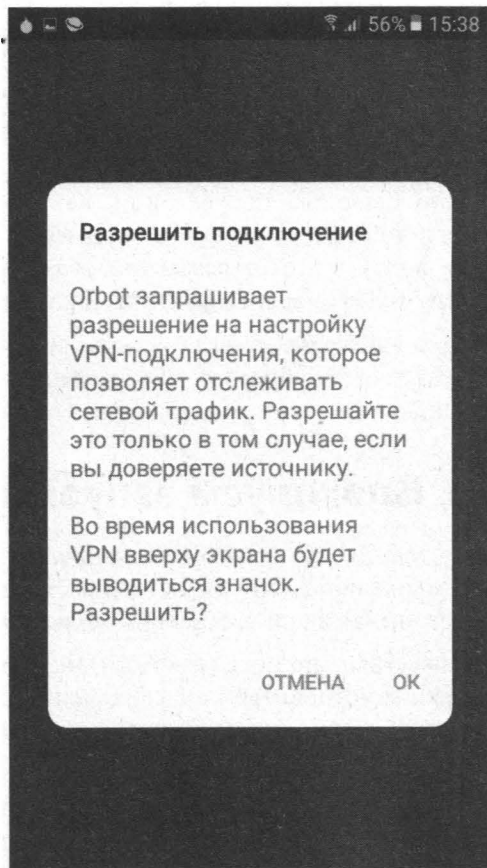 56% 15:38
Разрешить подключение
Orbot запрашивает
разрешение на настройку
VPN-подключения, которое
позволяет отслеживать
сетевой трафик. Разрешайте
это только в том случае, если
вы доверяете источнику.
Во время использования
VPN вверху экрана будет
выводиться значок.
Разрешить?
ОТМЕНА ОК